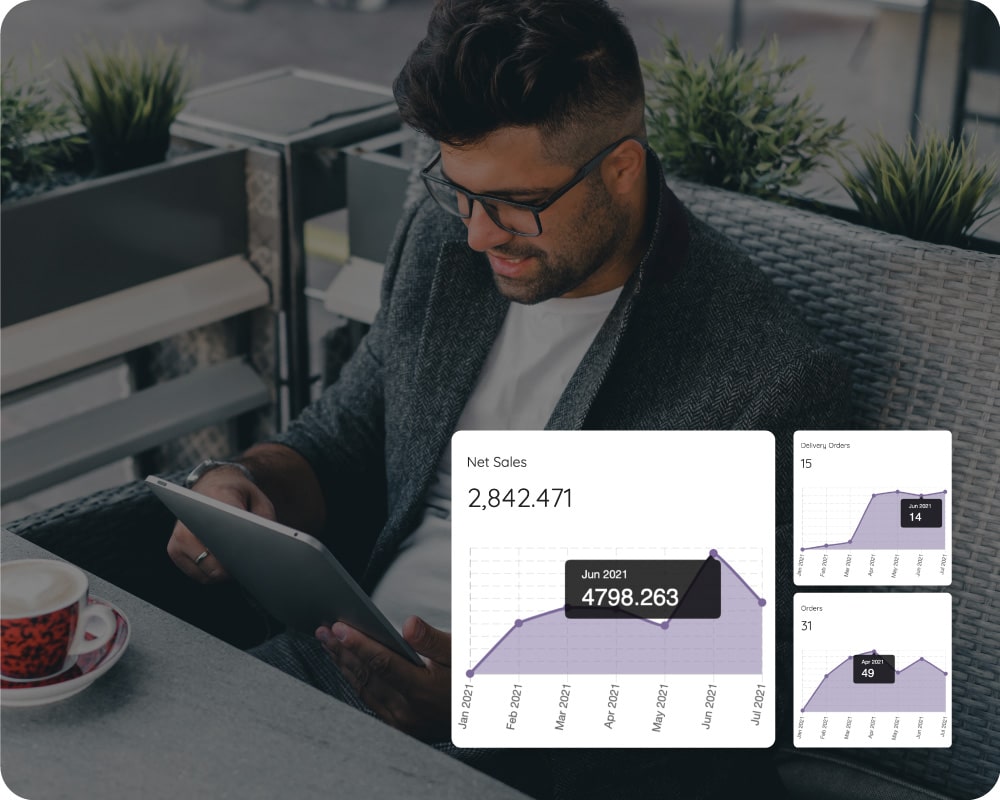 Net Sales
2,842.471
Jun 2021
4798.263
Jan 2021
Feb 2021
Mar 2021
Apr 2021
May 2021
Jun 2021
Jul 2021
Delivery Orders
15
Jun 2021
14
Jan 2021
Feb 2021
Mar 2021
Apr 2021
May 2021
Jun 2021
Jul 2021
Orders
31
Apr 2021
49
Jan 2021
Feb 2021
Mar 2021
Apr 2021
May 2021
Jun 2021
Jul 2021